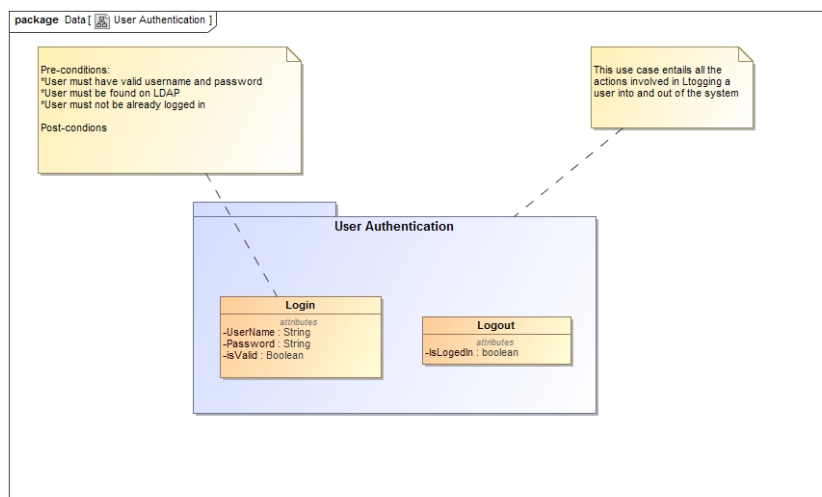 package Data [ User Authentication ]
Pre-conditions:
*User must have valid username and password
*User must be found on LDAP
*User must not be already logged in
Post-condions
This use case entails all the
actions involved in Ltogging a
user into and out of the system
User Authentication
Login
attributes
-UserName : String
-Password : String
-isValid : Boolean
Logout
attributes
-IsLogedIn : boolean